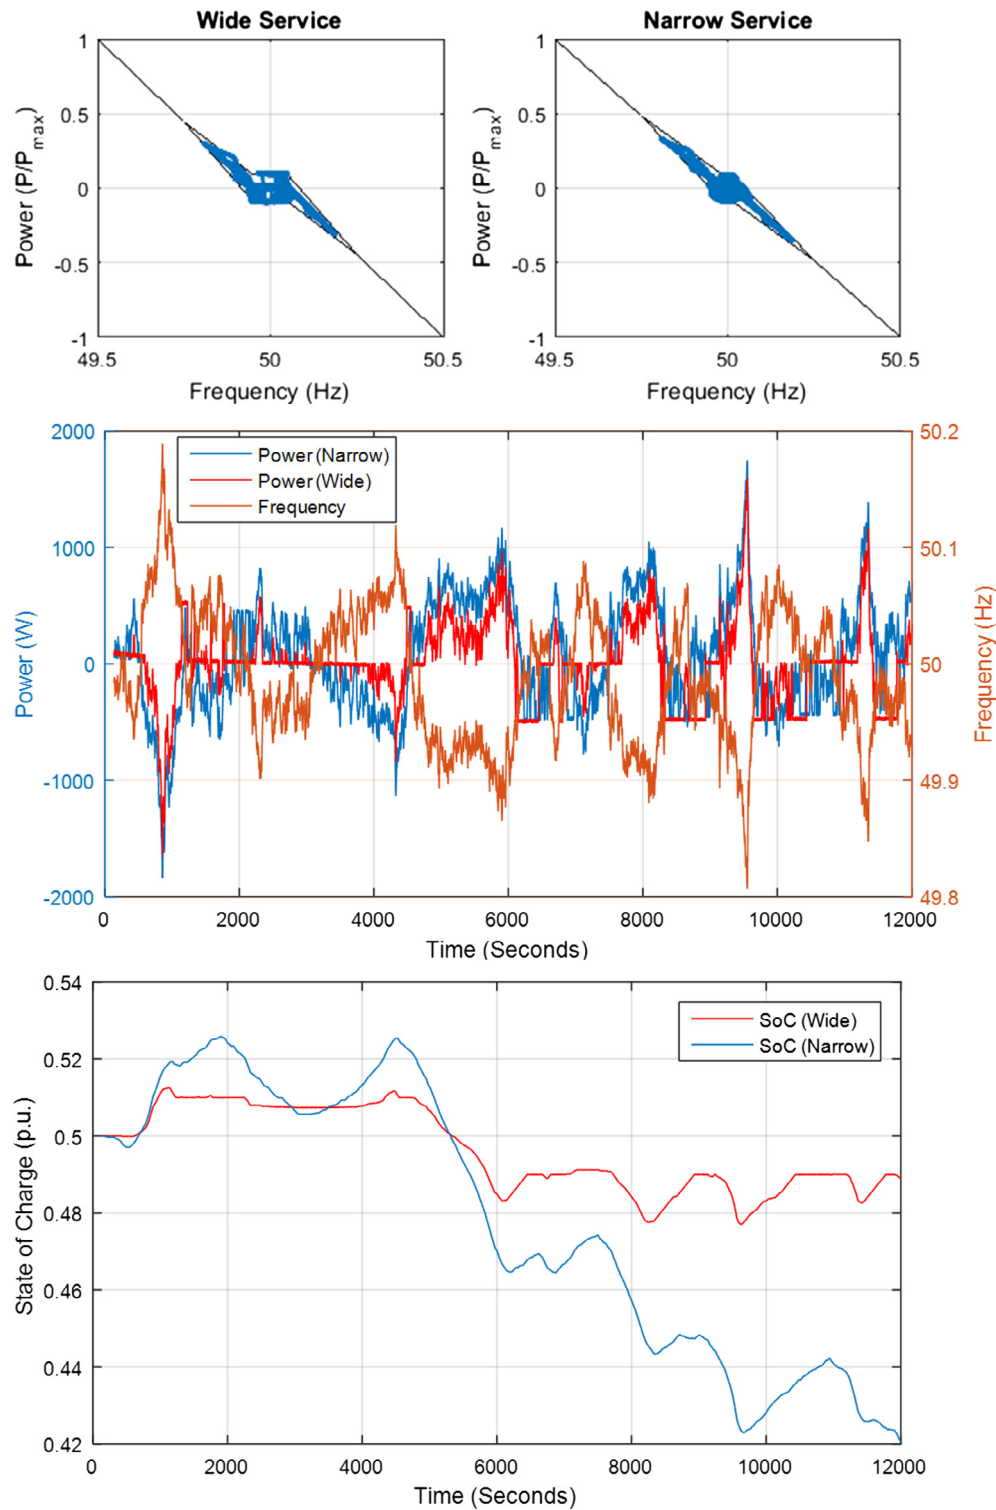 Wide Service
Narrow Service
1
0.5
0
-0.5
-1
Power (P/Pmax)
49.5
50
50.5
Frequency (Hz)
1
0.5
0
-0.5
-1
Power (P/Pmax)
49.5
50
50.5
Frequency (Hz)
2000
1000
0
-1000
-2000
Power (W)
Power (Narrow)
Power (Wide)
Frequency
50.2
50.1
50
49.9
49.8
Frequency (Hz)
0
2000
4000
6000
8000
10000
12000
Time (Seconds)
0.54
0.52
0.5
0.48
0.46
0.44
0.42
State of Charge (p.u.)
SoC (Wide)
SoC (Narrow)
0
2000
4000
6000
8000
10000
12000
Time (Seconds)